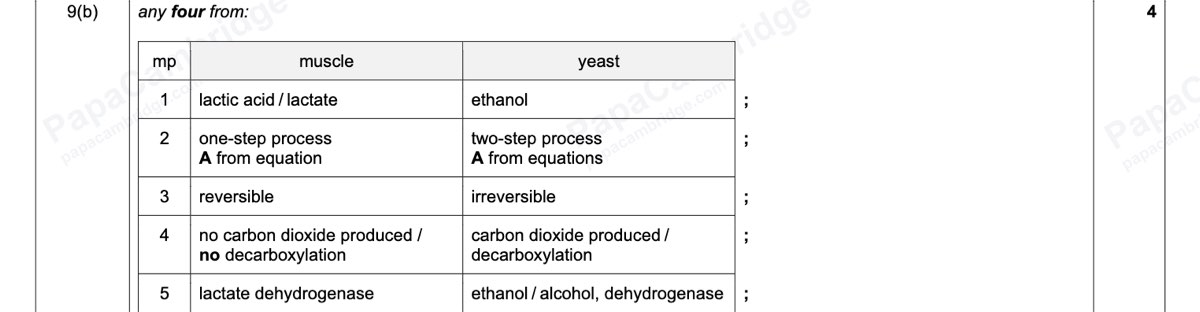 9(b) any four from: 4
mp muscle yeast
1 lactic acid / lactate ethanol ;
2 one-step process two-step process ;
A from equation A from equations
3 reversible irreversible ;
4 no carbon dioxide produced / carbon dioxide produced / ;
no decarboxylation decarboxylation
5 lactate dehydrogenase ethanol / alcohol, dehydrogenase ;